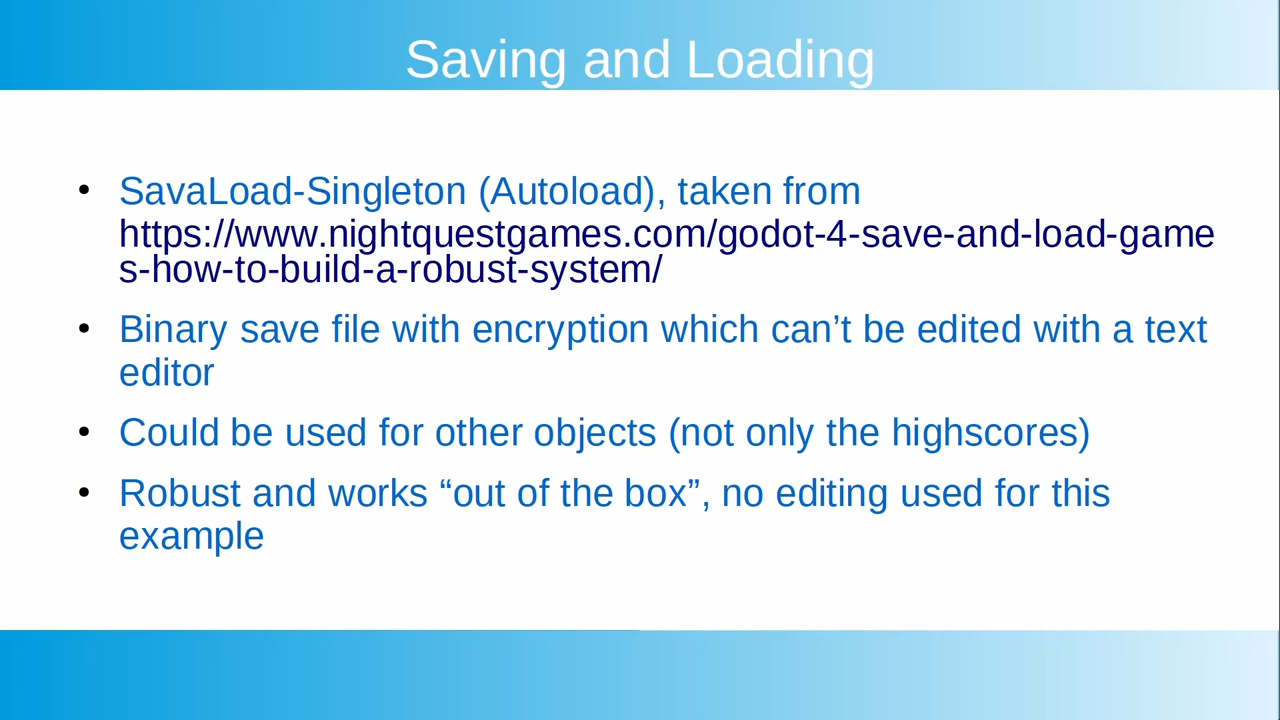 Saving and Loading
SavaLoad-Singleton (Autoload), taken from
https://www.nightquestgames.com/godot-4-save-and-load-game
s-how-to-build-a-robust-system/
Binary save file with encryption which can’t be edited with a text
editor
Could be used for other objects (not only the highscores)
Robust and works “out of the box”, no editing used for this
example